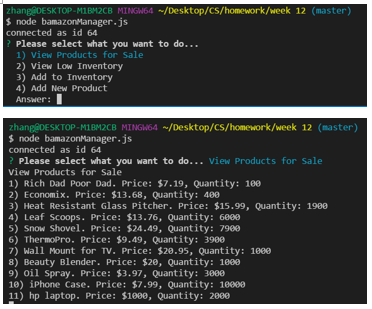 zhang@DESKTOP-M1BM2CB MINGW64 ~/Desktop/CS/homework/week 12 (master)
$ node bamazonManager.js
connected as id 64
? Please select what you want to do...
1) View Products for Sale
2) View Low Inventory
3) Add to Inventory
4) Add New Product
Answer:
zhang@DESKTOP-M1BM2CB MINGW64 ~/Desktop/CS/homework/week 12 (master)
$ node bamazonManager.js
connected as id 64
? Please select what you want to do... View Products for Sale
View Products for Sale
1) Rich Dad Poor Dad. Price: $7.19, Quantity: 100
2) Economix. Price: $13.68, Quantity: 400
3) Heat Resistant Glass Pitcher. Price: $15.99, Quantity: 1900
4) Leaf Scoops. Price: $13.76, Quantity: 6000
5) Snow Shovel. Price: $24.49, Quantity: 7900
6) ThermoPro. Price: $9.49, Quantity: 3900
7) Wall Mount for TV. Price: $20.95, Quantity: 1000
8) Beauty Blender. Price: $20, Quantity: 1000
9) Oil Spray. Price: $3.97, Quantity: 3000
10) iPhone Case. Price: $7.99, Quantity: 10000
11) hp laptop. Price: $1000, Quantity: 2000